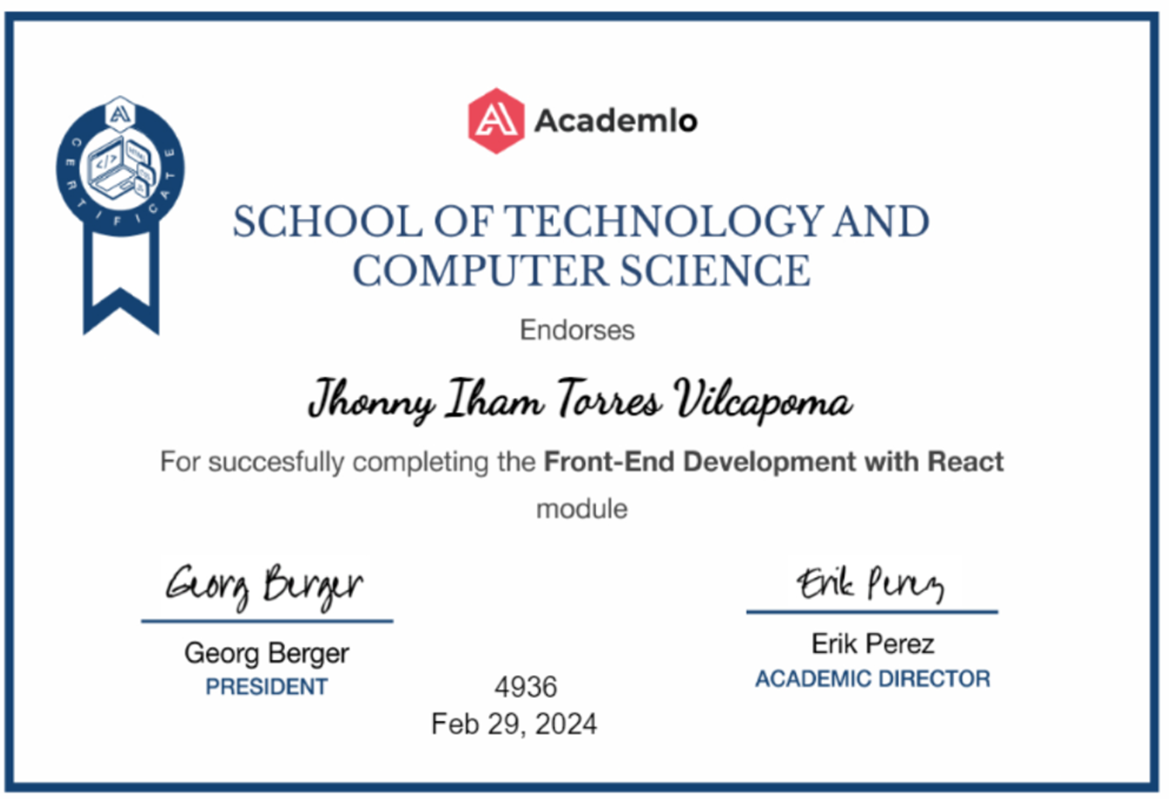 Academlo
CERTIFICATE
</>
SCHOOL OF TECHNOLOGY AND
COMPUTER SCIENCE
Endorses
Jhonny Iham Torres Vilcapoma
For succesfully completing the Front-End Development with React
module
Georg Berger
Erik Perez
Georg Berger
Erik Perez
PRESIDENT
ACADEMIC DIRECTOR
4936
Feb 29, 2024